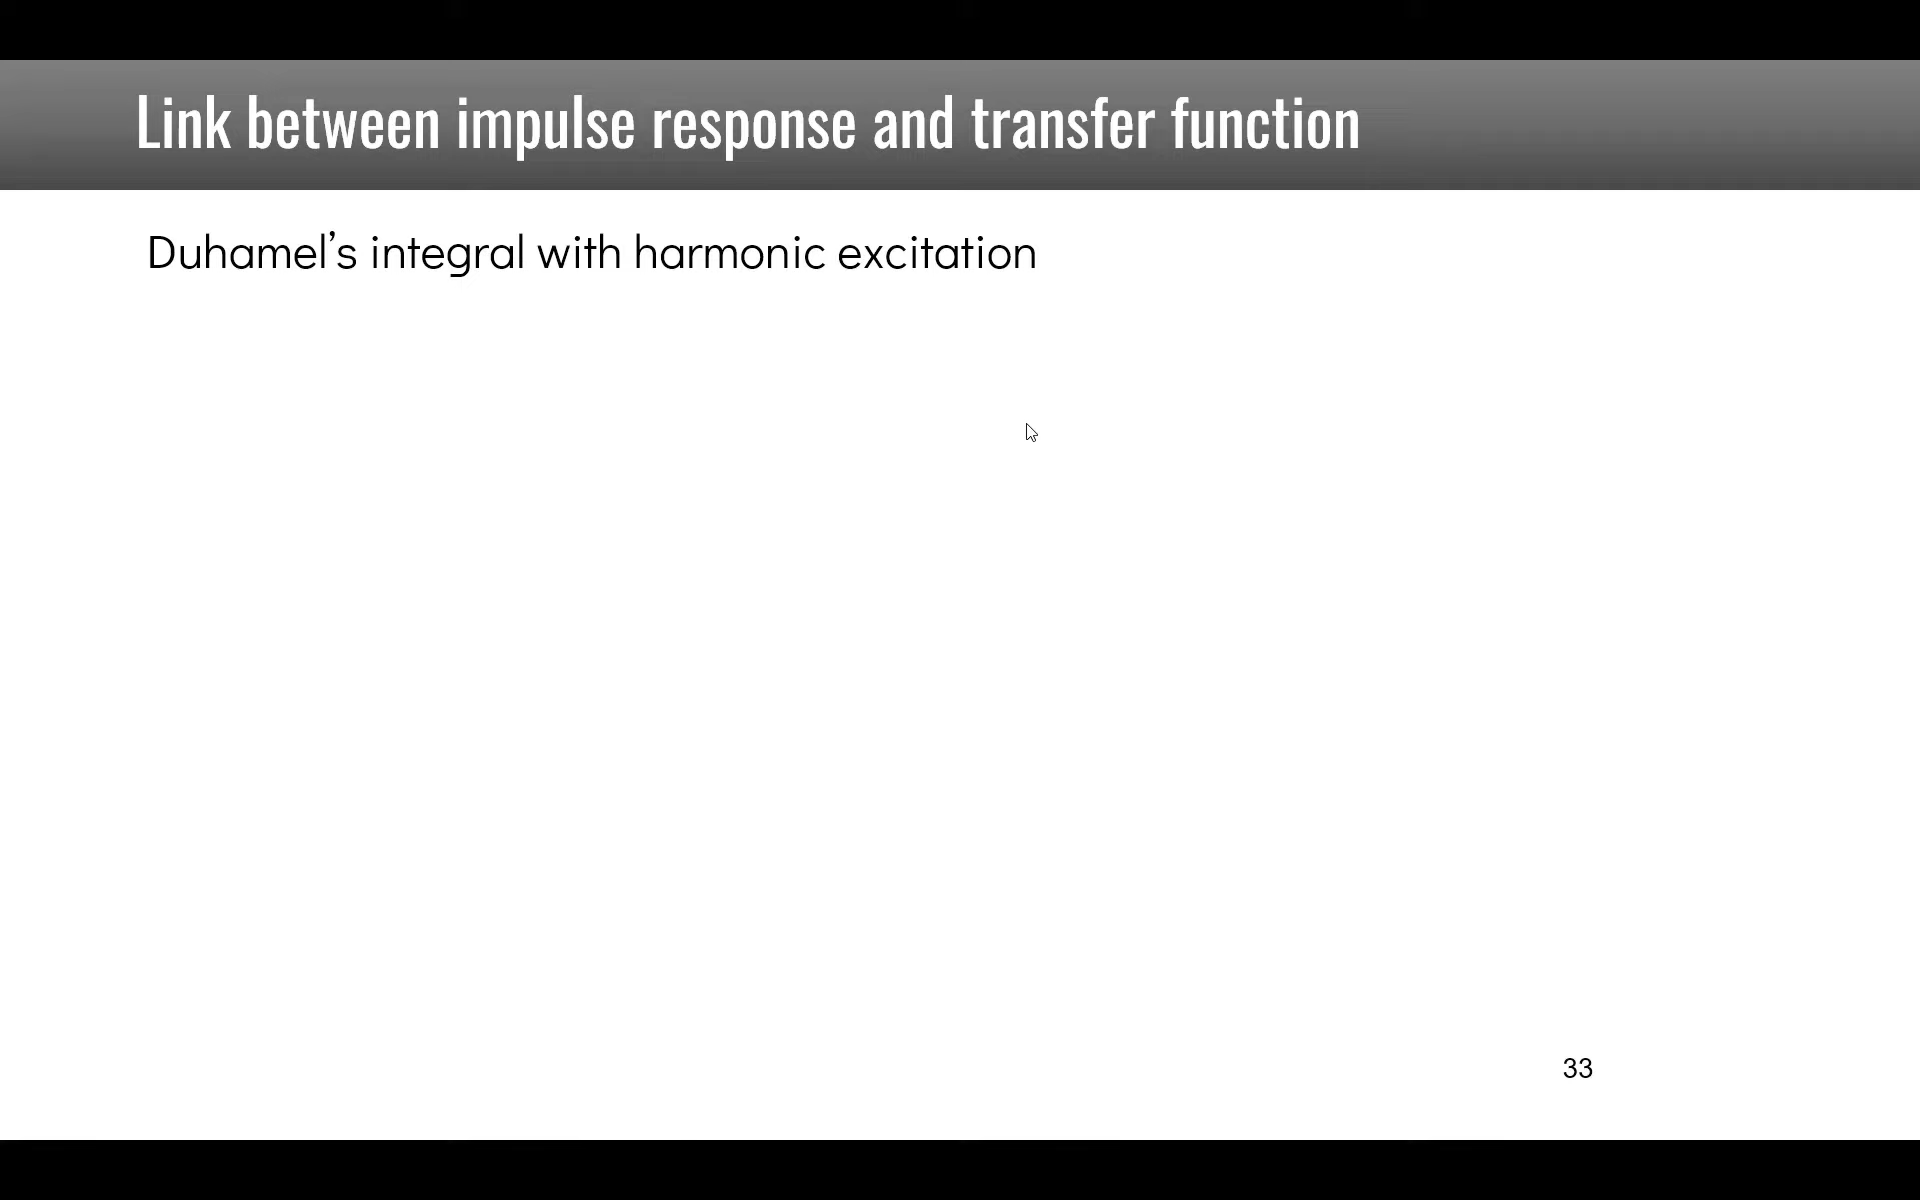 Link between impulse response and transfer function
Duhamel’s integral with harmonic excitation
33